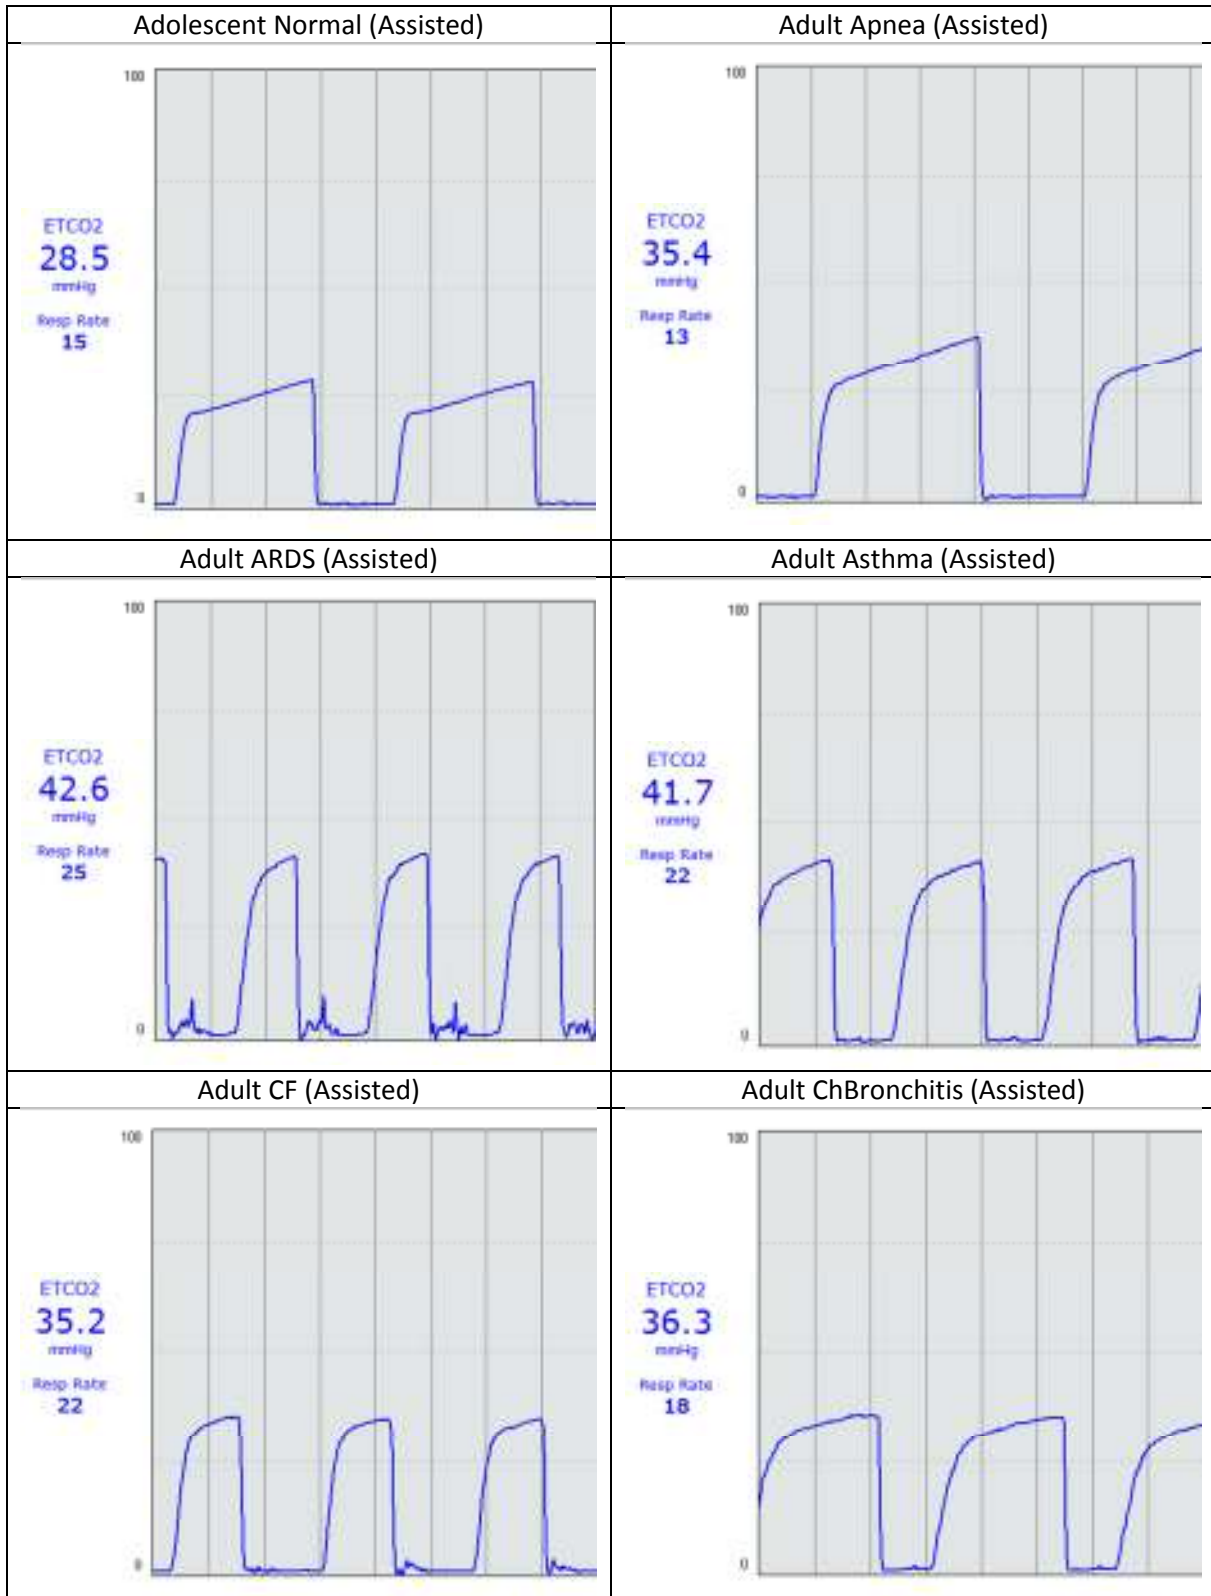 Adolescent Normal (Assisted)
Adult Apnea (Assisted)
100
ETCO2
28.5
mmHg
Resp Rate
15
0
100
ETCO2
35.4
mmHg
Resp Rate
13
0
Adult ARDS (Assisted)
Adult Asthma (Assisted)
100
ETCO2
42.6
mmHg
Resp Rate
25
0
100
ETCO2
41.7
mmHg
Resp Rate
22
0
Adult CF (Assisted)
Adult ChBronchitis (Assisted)
100
ETCO2
35.2
mmHg
Resp Rate
22
0
100
ETCO2
36.3
mmHg
Resp Rate
18
0